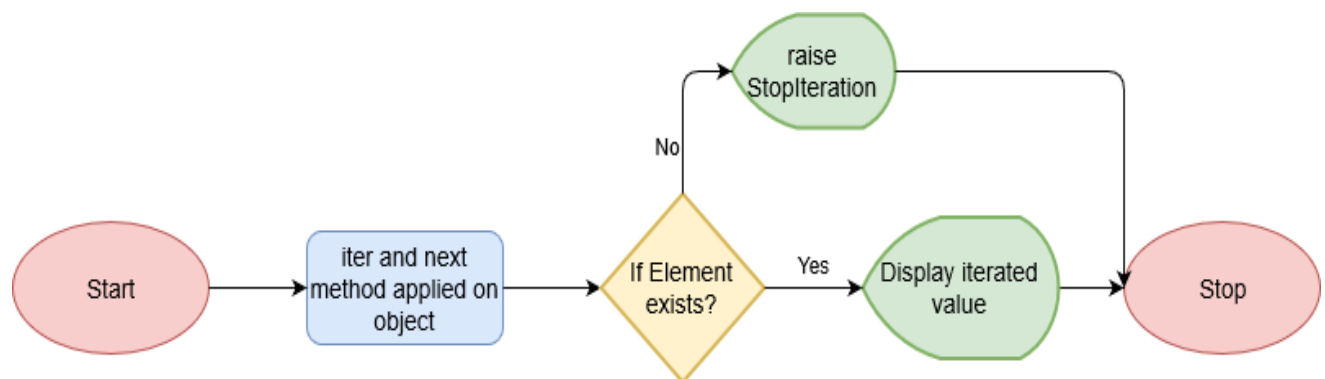 Start
iter and next
method applied on
object
If Element
exists?
No
raise
StopIteration
Yes
Display iterated
value
Stop